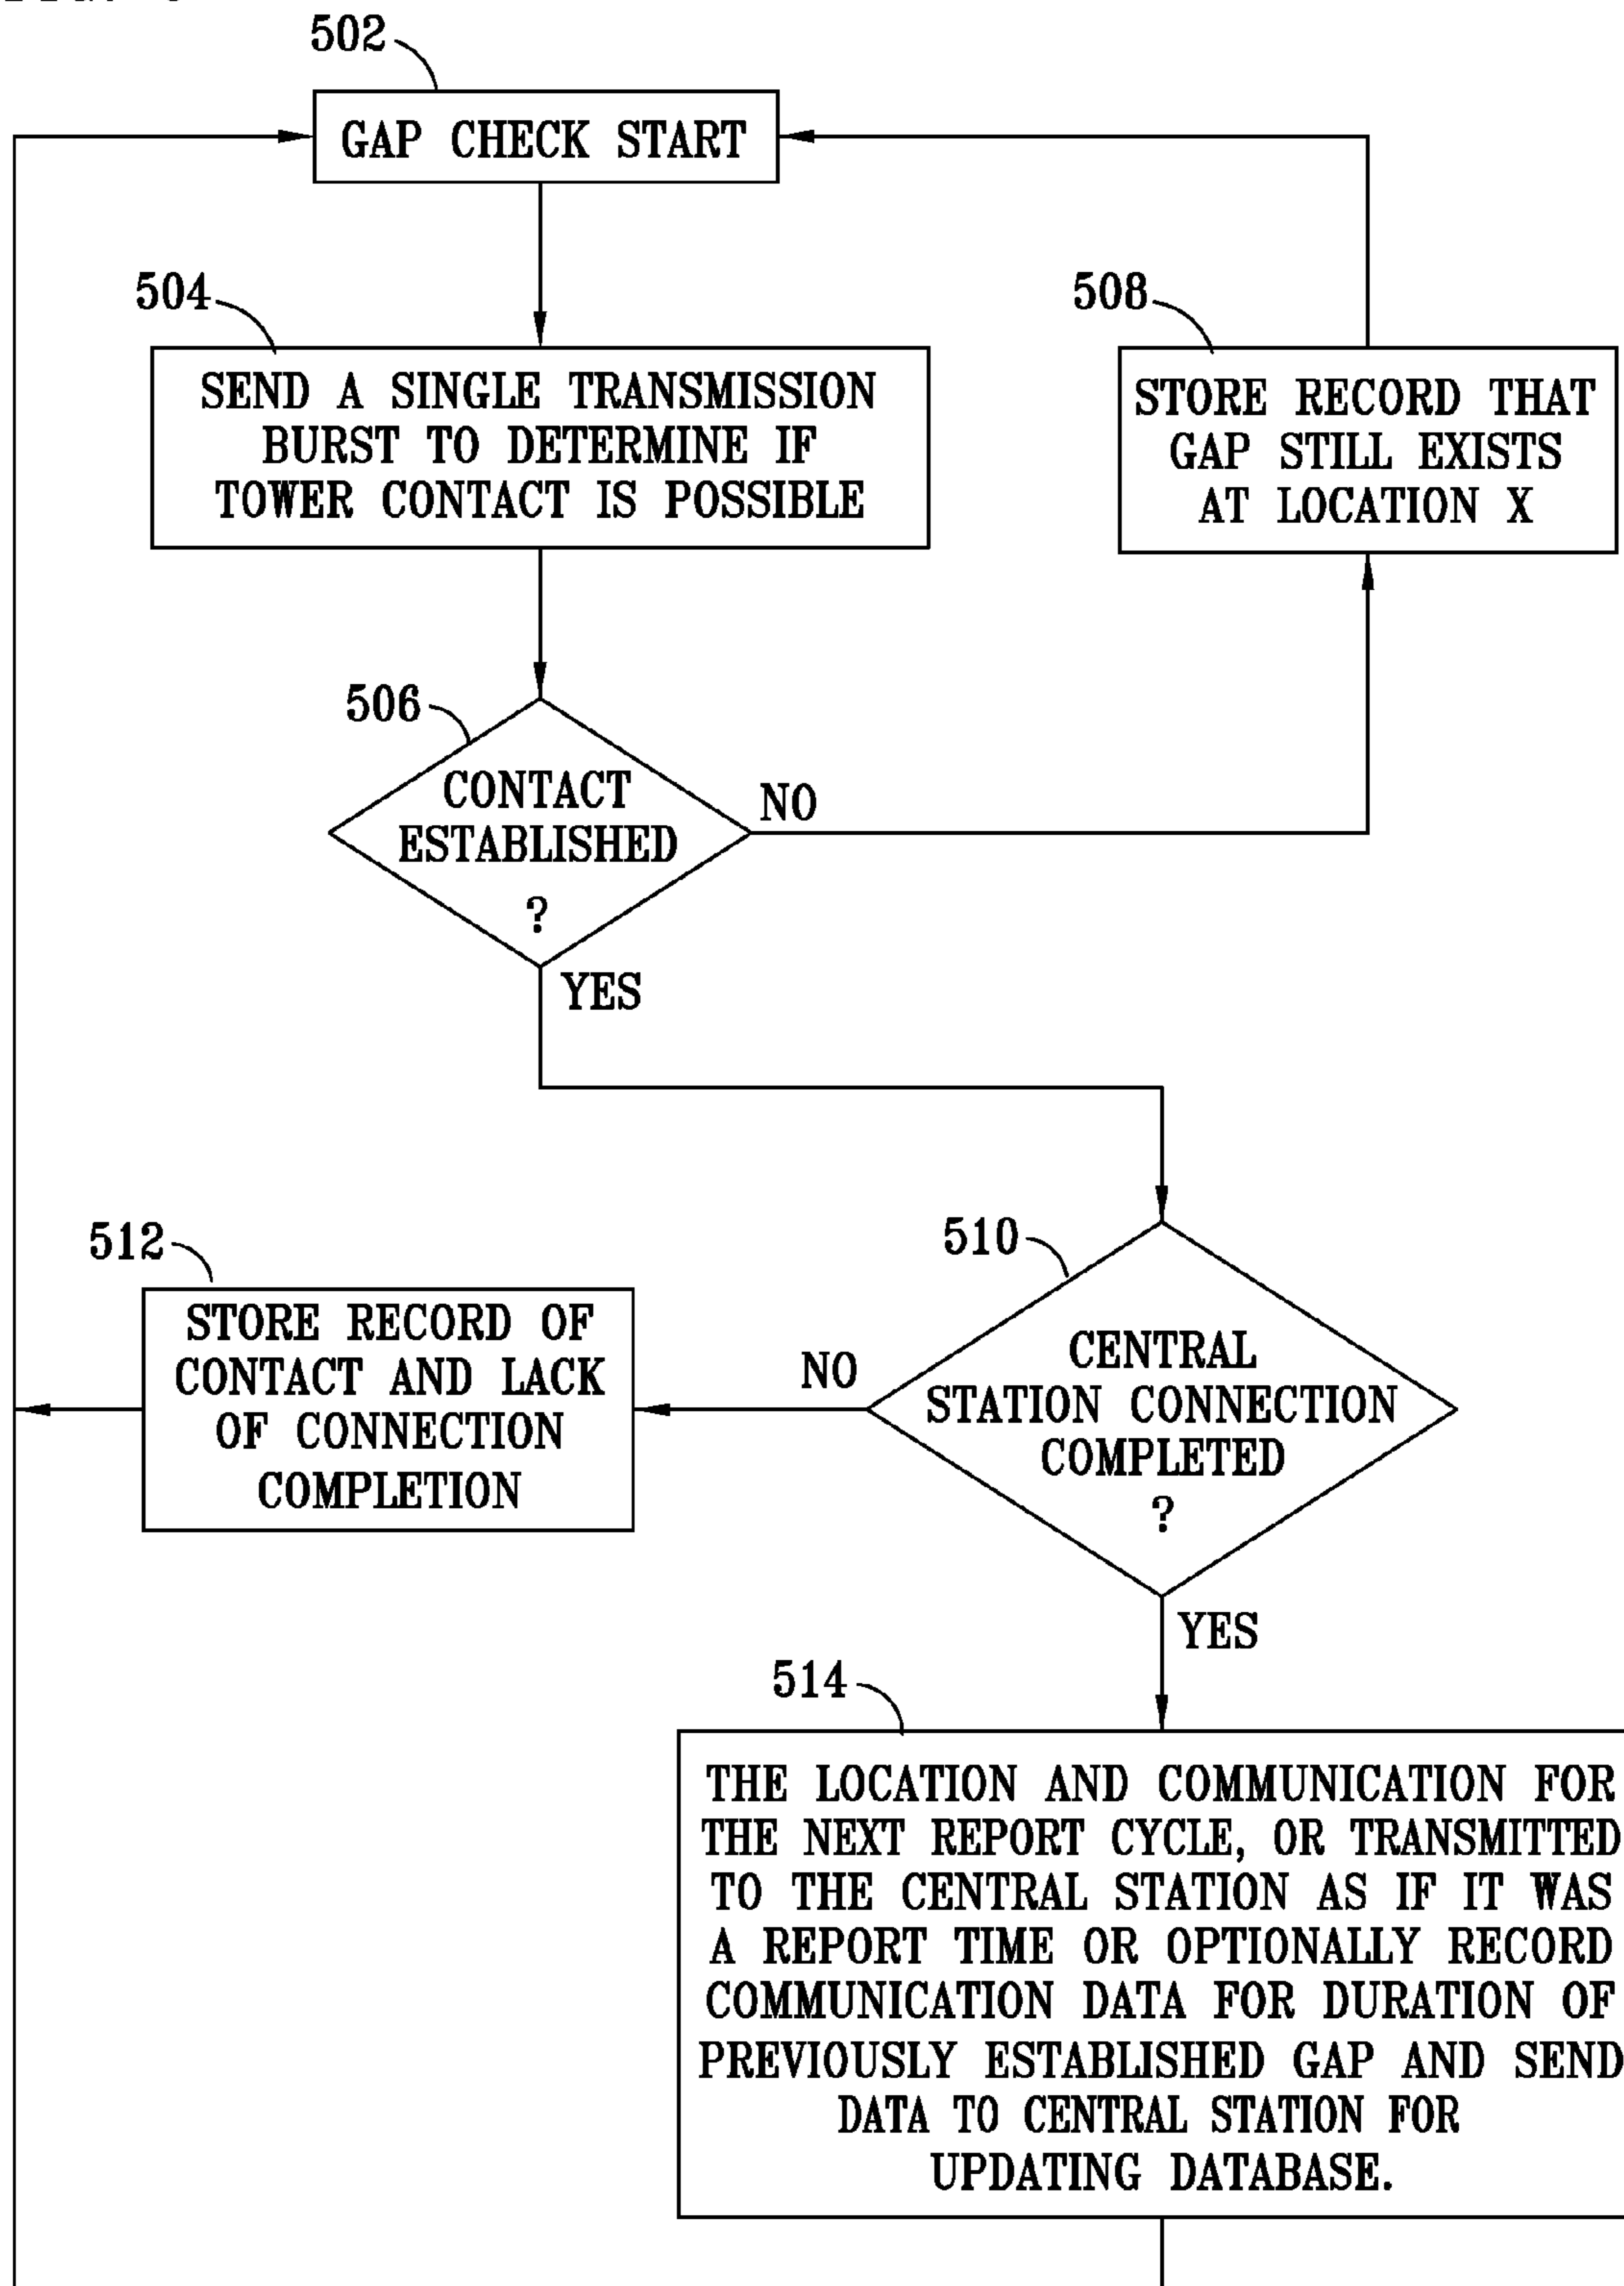 502
GAP CHECK START
504
SEND A SINGLE TRANSMISSION
BURST TO DETERMINE IF
TOWER CONTACT IS POSSIBLE
508
STORE RECORD THAT
GAP STILL EXISTS
AT LOCATION X
506
CONTACT
ESTABLISHED
?
NO
YES
510
CENTRAL
STATION CONNECTION
COMPLETED
?
NO
512
STORE RECORD OF
CONTACT AND LACK
OF CONNECTION
COMPLETION
YES
514
THE LOCATION AND COMMUNICATION FOR
THE NEXT REPORT CYCLE, OR TRANSMITTED
TO THE CENTRAL STATION AS IF IT WAS
A REPORT TIME OR OPTIONALLY RECORD
COMMUNICATION DATA FOR DURATION OF
PREVIOUSLY ESTABLISHED GAP AND SEND
DATA TO CENTRAL STATION FOR
UPDATING DATABASE.